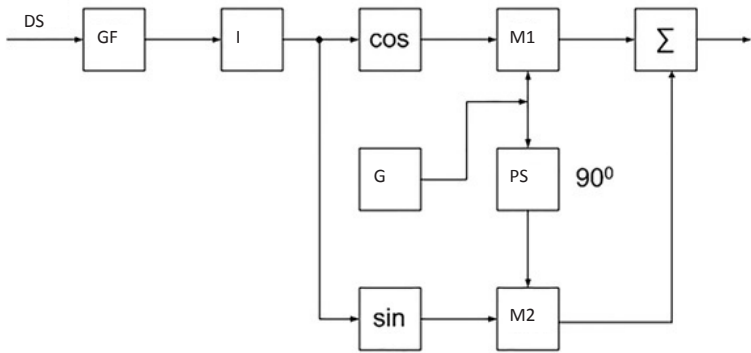 DS
GF
I
cos
M1
Σ
G
PS
90⁰
sin
M2